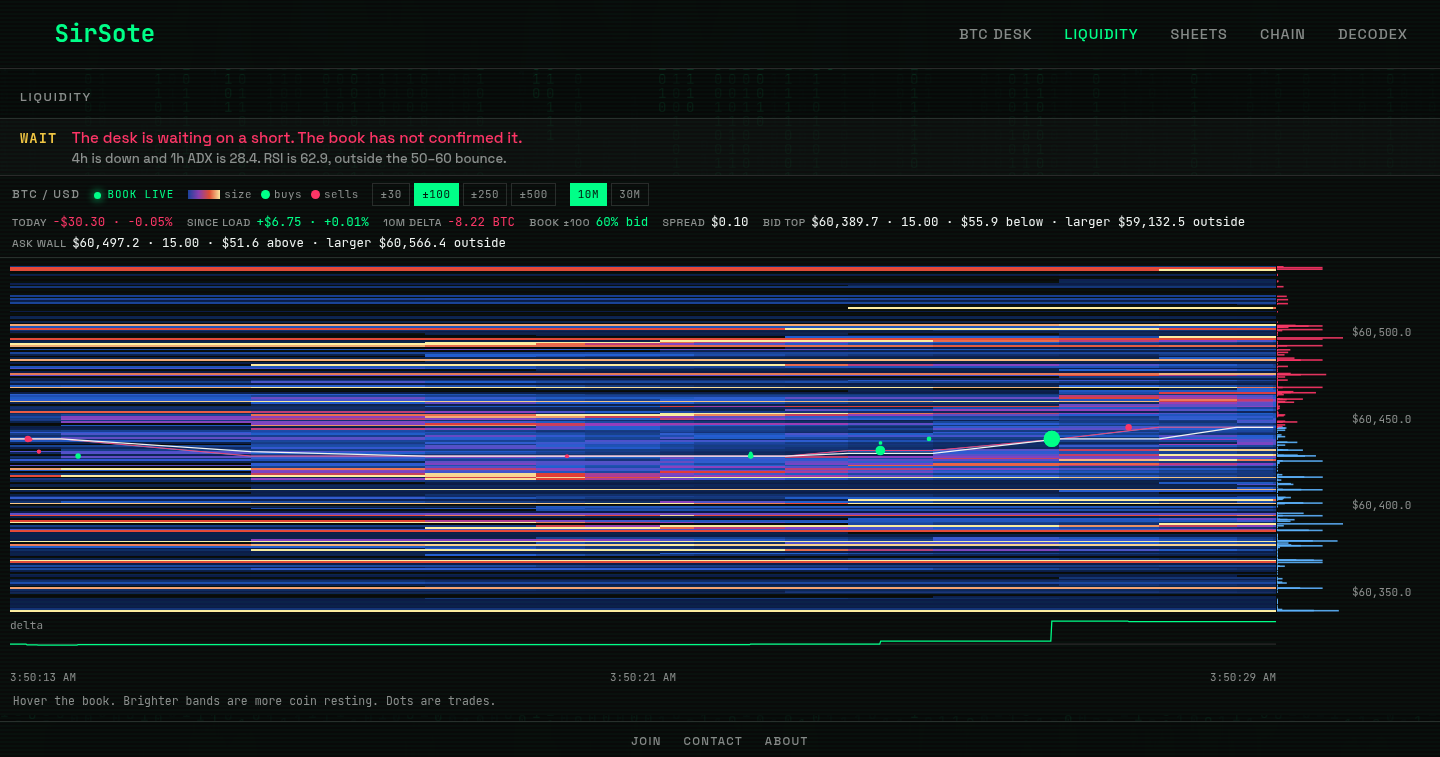 SirSote
BTC DESK LIQUIDITY SHEETS CHAIN DECODEX
LIQUIDITY
WAIT The desk is waiting on a short. The book has not confirmed it.
4h is down and 1h ADX is 28.4. RSI is 62.9, outside the 50–60 bounce.
BTC / USD BOOK LIVE size buys sells ±30 ±100 ±250 ±500 10M 30M
TODAY -$30.30 · -0.05% SINCE LOAD +$6.75 · +0.01% 10M DELTA -8.22 BTC BOOK ±100 60% bid SPREAD $0.10 BID TOP $60,389.7 · 15.00 · $55.9 below · larger $59,132.5 outside
ASK WALL $60,497.2 · 15.00 · $51.6 above · larger $60,566.4 outside
$60,500.0
$60,450.0
$60,400.0
$60,350.0
delta
3:50:13 AM 3:50:21 AM 3:50:29 AM
Hover the book. Brighter bands are more coin resting. Dots are trades.
JOIN CONTACT ABOUT